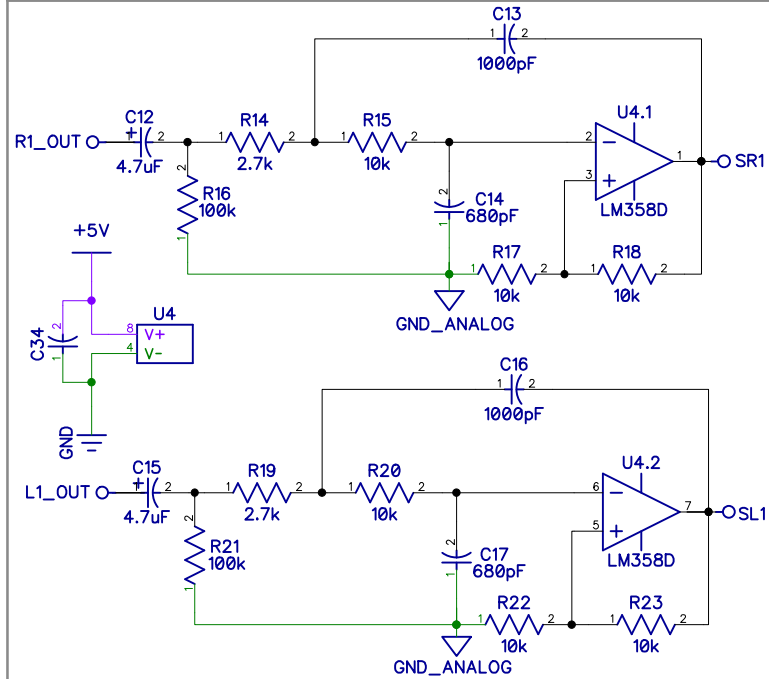 C13
1 2
1000pF
C12
R14
R15
U4.1
R1_OUT
+
1 2
1 2
1 2
2
−
4.7uF
2.7k
10k
3
+
1
SR1
2
R16
100k
1
2
C14
680pF
1
LM358D
+5V
R17
R18
1 2
1 2
10k
10k
GND_ANALOG
U4
2
C34
1
8
V+
4
V-
GND
C16
1 2
1000pF
C15
R19
R20
U4.2
L1_OUT
+
1 2
1 2
1 2
6
−
4.7uF
2.7k
10k
5
+
7
SL1
2
R21
100k
1
2
C17
680pF
1
LM358D
R22
R23
1 2
1 2
10k
10k
GND_ANALOG